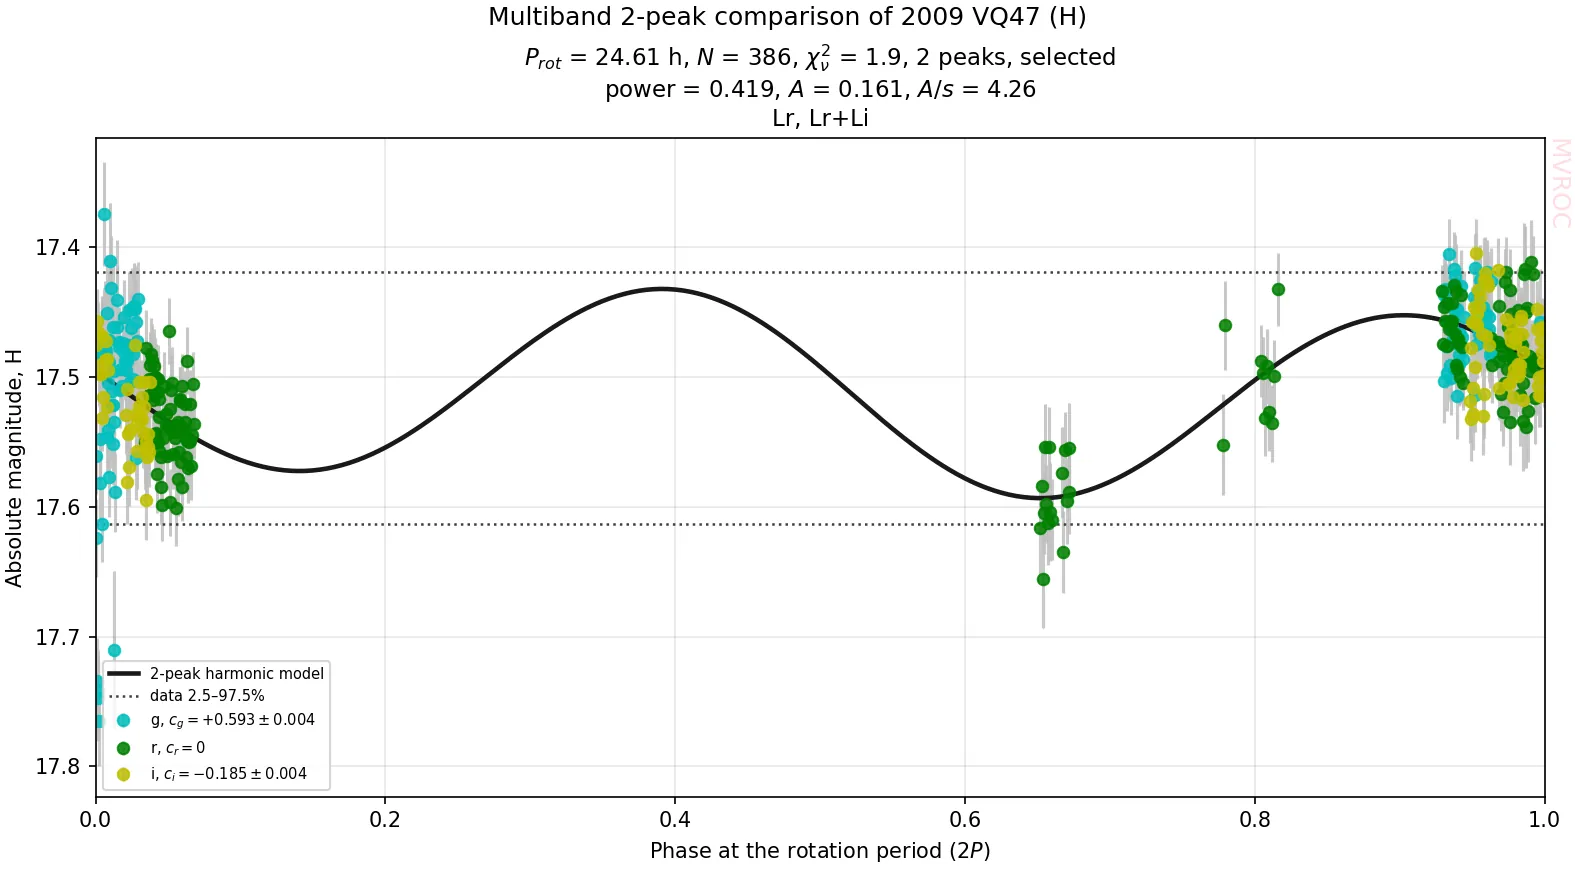 Multiband 2-peak comparison of 2009 VQ47 (H)
P_rot = 24.61 h, N = 386, χ²_ν = 1.9, 2 peaks, selected
power = 0.419, A = 0.161, A/s = 4.26
Lr, Lr+Li
MVROC
Absolute magnitude, H
17.4
17.5
17.6
17.7
17.8
2-peak harmonic model
data 2.5–97.5%
g, c_g = +0.593 ± 0.004
r, c_r = 0
i, c_i = −0.185 ± 0.004
0.0 0.2 0.4 0.6 0.8 1.0
Phase at the rotation period (2P)